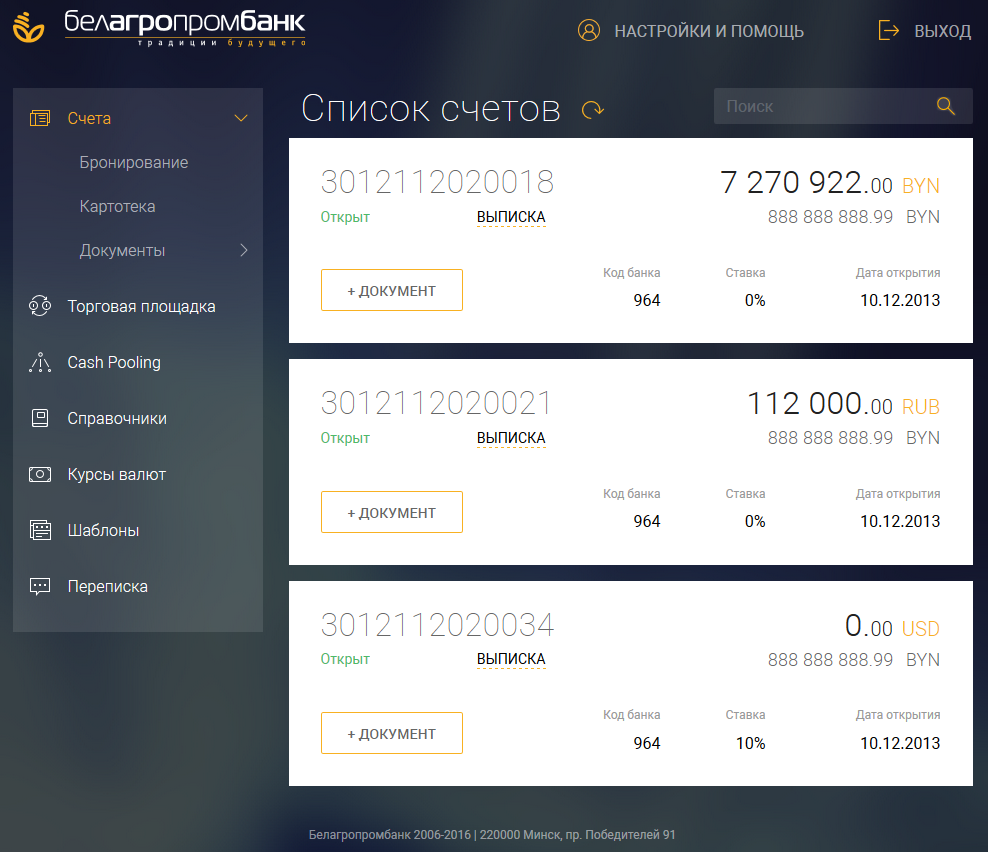 белагропромбанк
традиции будущего
НАСТРОЙКИ И ПОМОЩЬ
ВЫХОД
Счета
Бронирование
Картотека
Документы
Торговая площадка
Cash Pooling
Справочники
Курсы валют
Шаблоны
Переписка
Список счетов
Поиск
3012112020018
7 270 922.00 BYN
Открыт
ВЫПИСКА
888 888 888.99 BYN
+ ДОКУМЕНТ
Код банка
Ставка
Дата открытия
964
0%
10.12.2013
3012112020021
112 000.00 RUB
Открыт
ВЫПИСКА
888 888 888.99 BYN
+ ДОКУМЕНТ
Код банка
Ставка
Дата открытия
964
0%
10.12.2013
3012112020034
0.00 USD
Открыт
ВЫПИСКА
888 888 888.99 BYN
+ ДОКУМЕНТ
Код банка
Ставка
Дата открытия
964
10%
10.12.2013
Белагропромбанк 2006-2016 | 220000 Минск, пр. Победителей 91